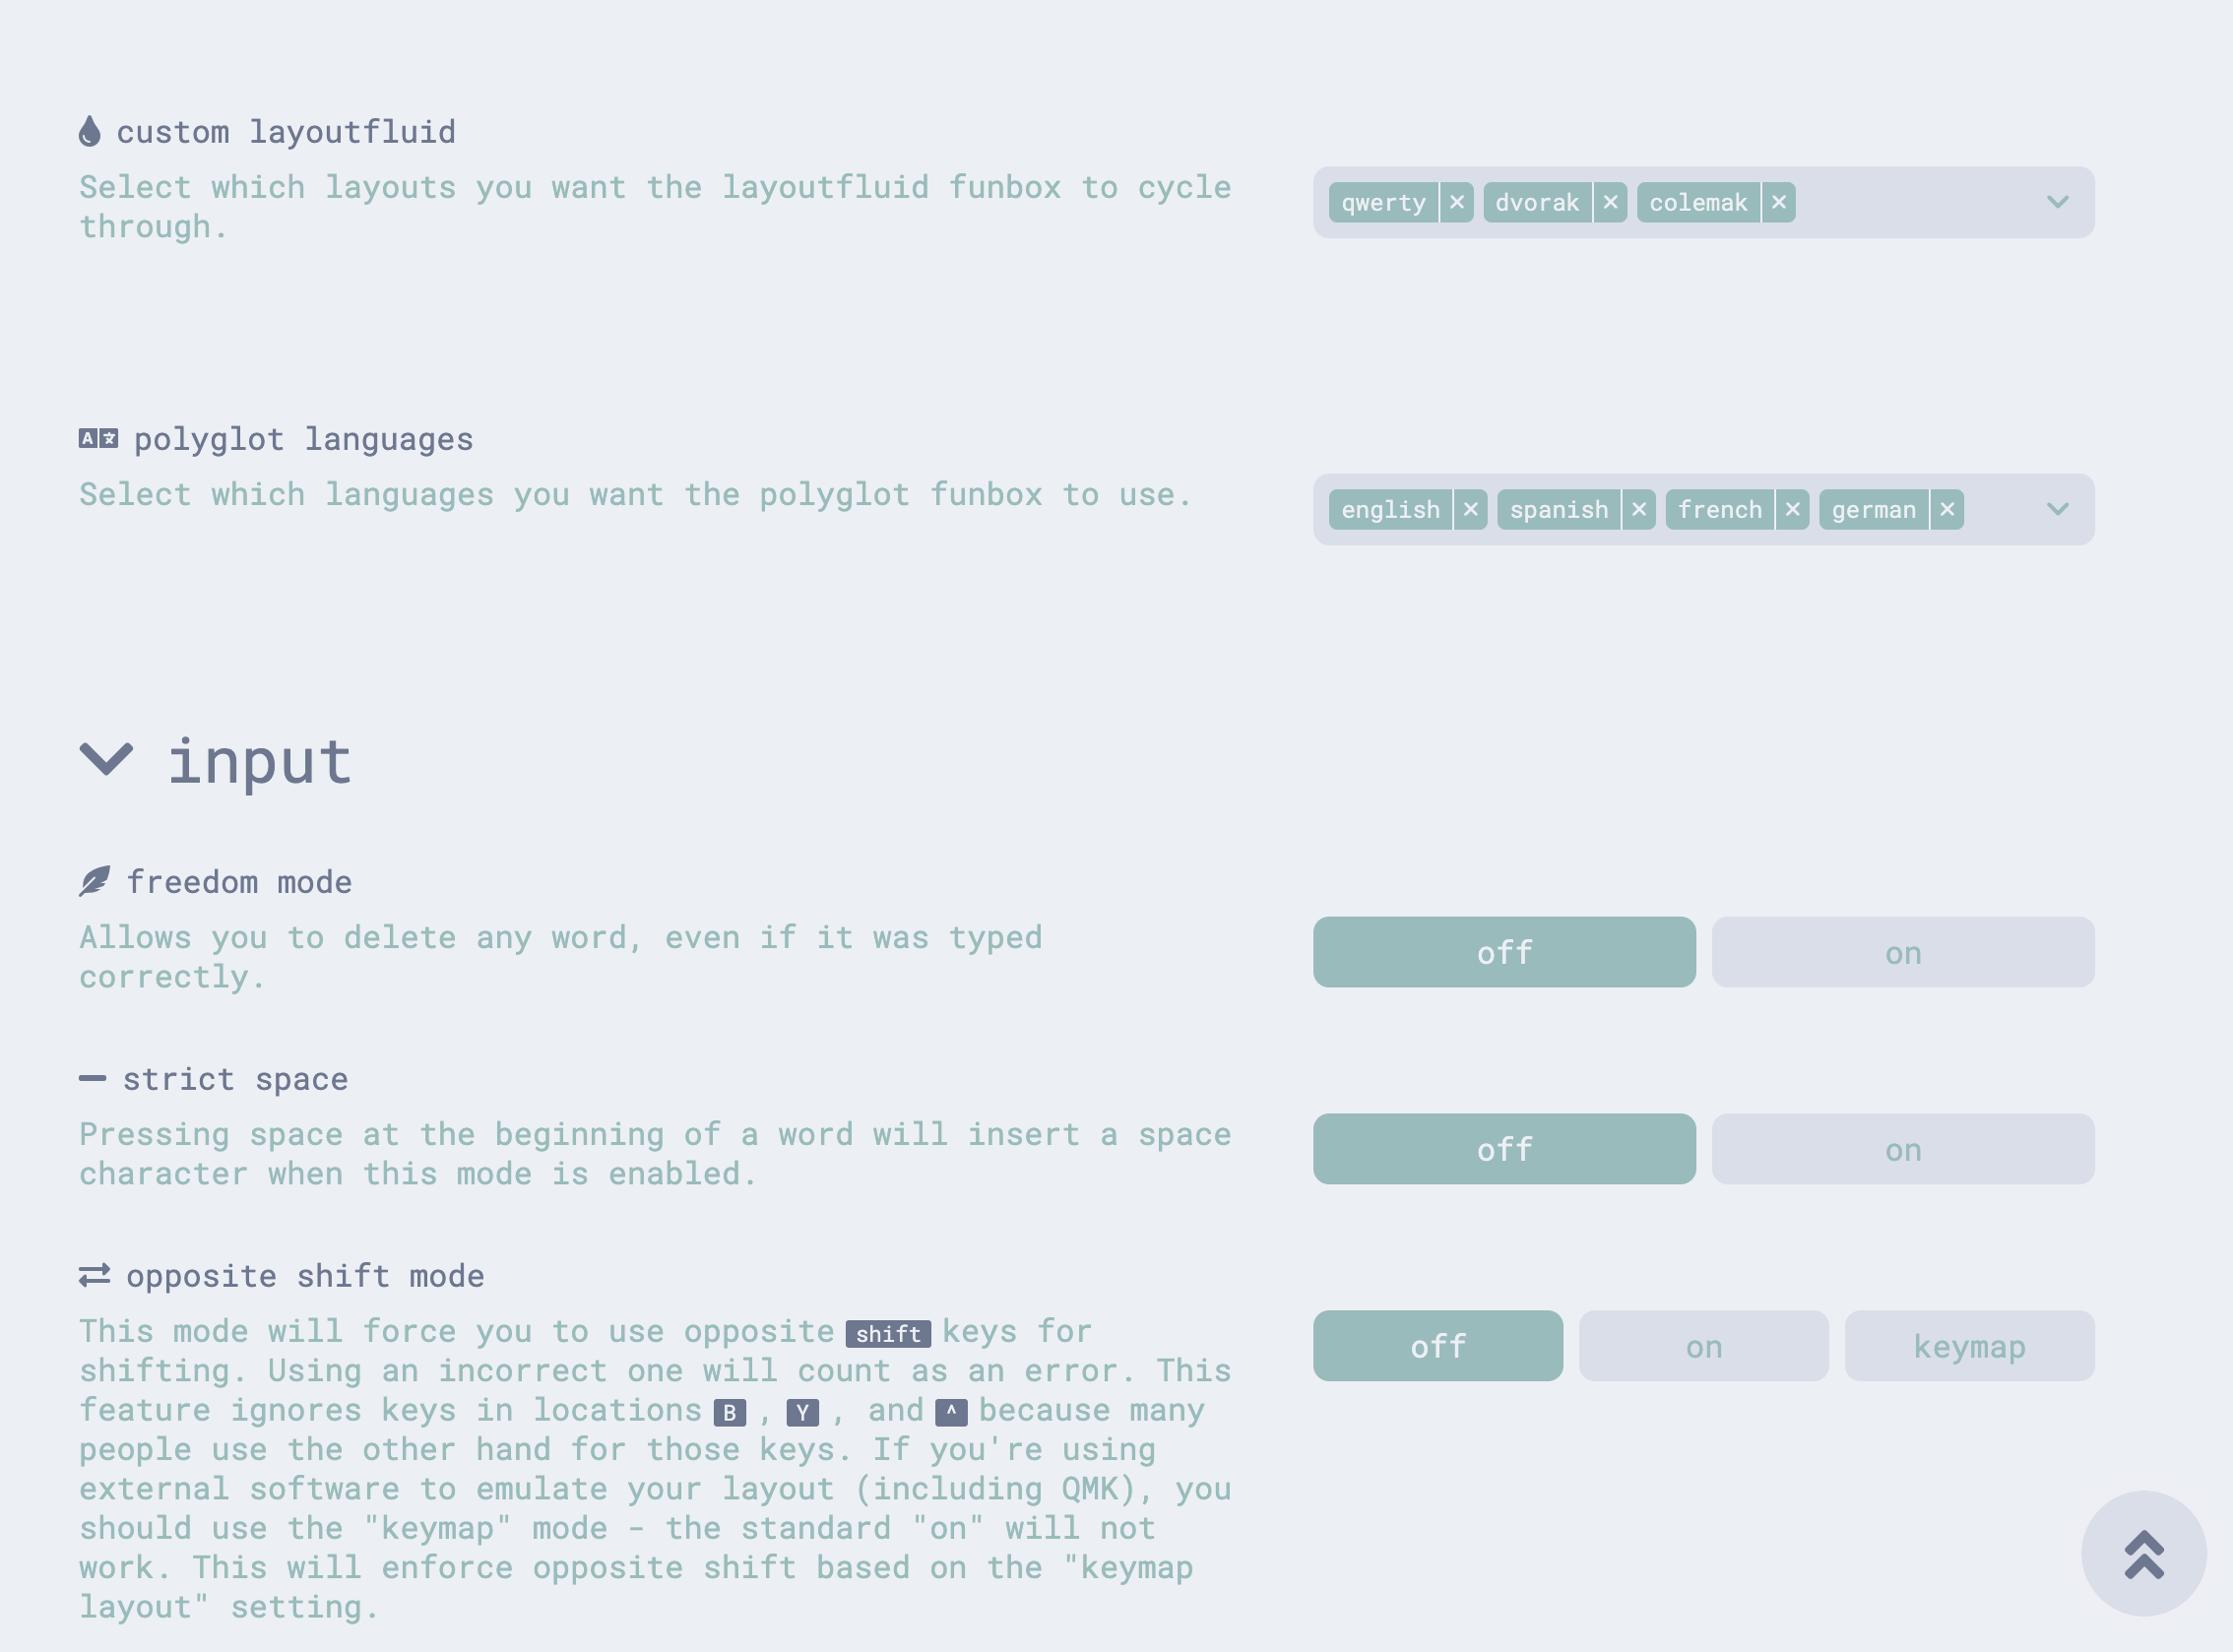 custom layoutfluid
Select which layouts you want the layoutfluid funbox to cycle
through.
qwerty dvorak colemak
polyglot languages
Select which languages you want the polyglot funbox to use.
english spanish french german
input
freedom mode
Allows you to delete any word, even if it was typed
correctly.
off on
strict space
Pressing space at the beginning of a word will insert a space
character when this mode is enabled.
off on
opposite shift mode
This mode will force you to use opposite shift keys for
shifting. Using an incorrect one will count as an error. This
feature ignores keys in locations B , Y , and ^ because many
people use the other hand for those keys. If you're using
external software to emulate your layout (including QMK), you
should use the "keymap" mode - the standard "on" will not
work. This will enforce opposite shift based on the "keymap
layout" setting.
off on keymap